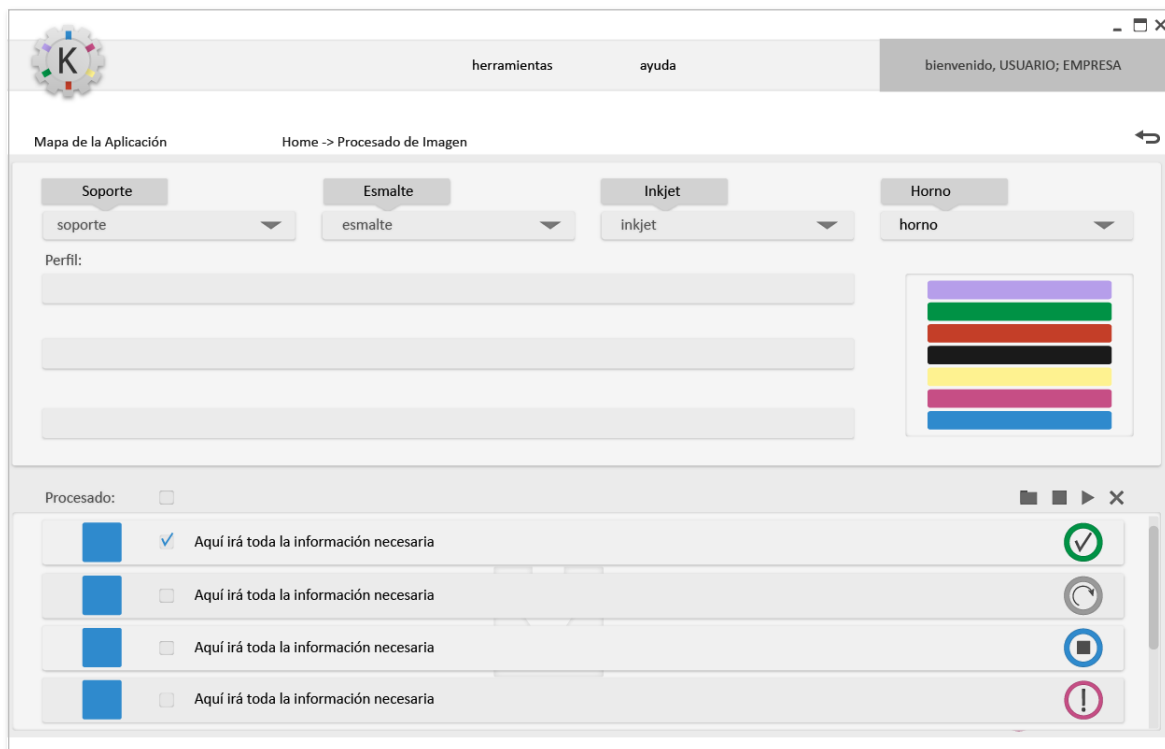 K
herramientas ayuda bienvenido, USUARIO; EMPRESA
Mapa de la Aplicación Home -> Procesado de Imagen
Soporte Esmalte Inkjet Horno
soporte esmalte inkjet horno
Perfil:
Procesado:
Aquí irá toda la información necesaria
Aquí irá toda la información necesaria
Aquí irá toda la información necesaria
Aquí irá toda la información necesaria